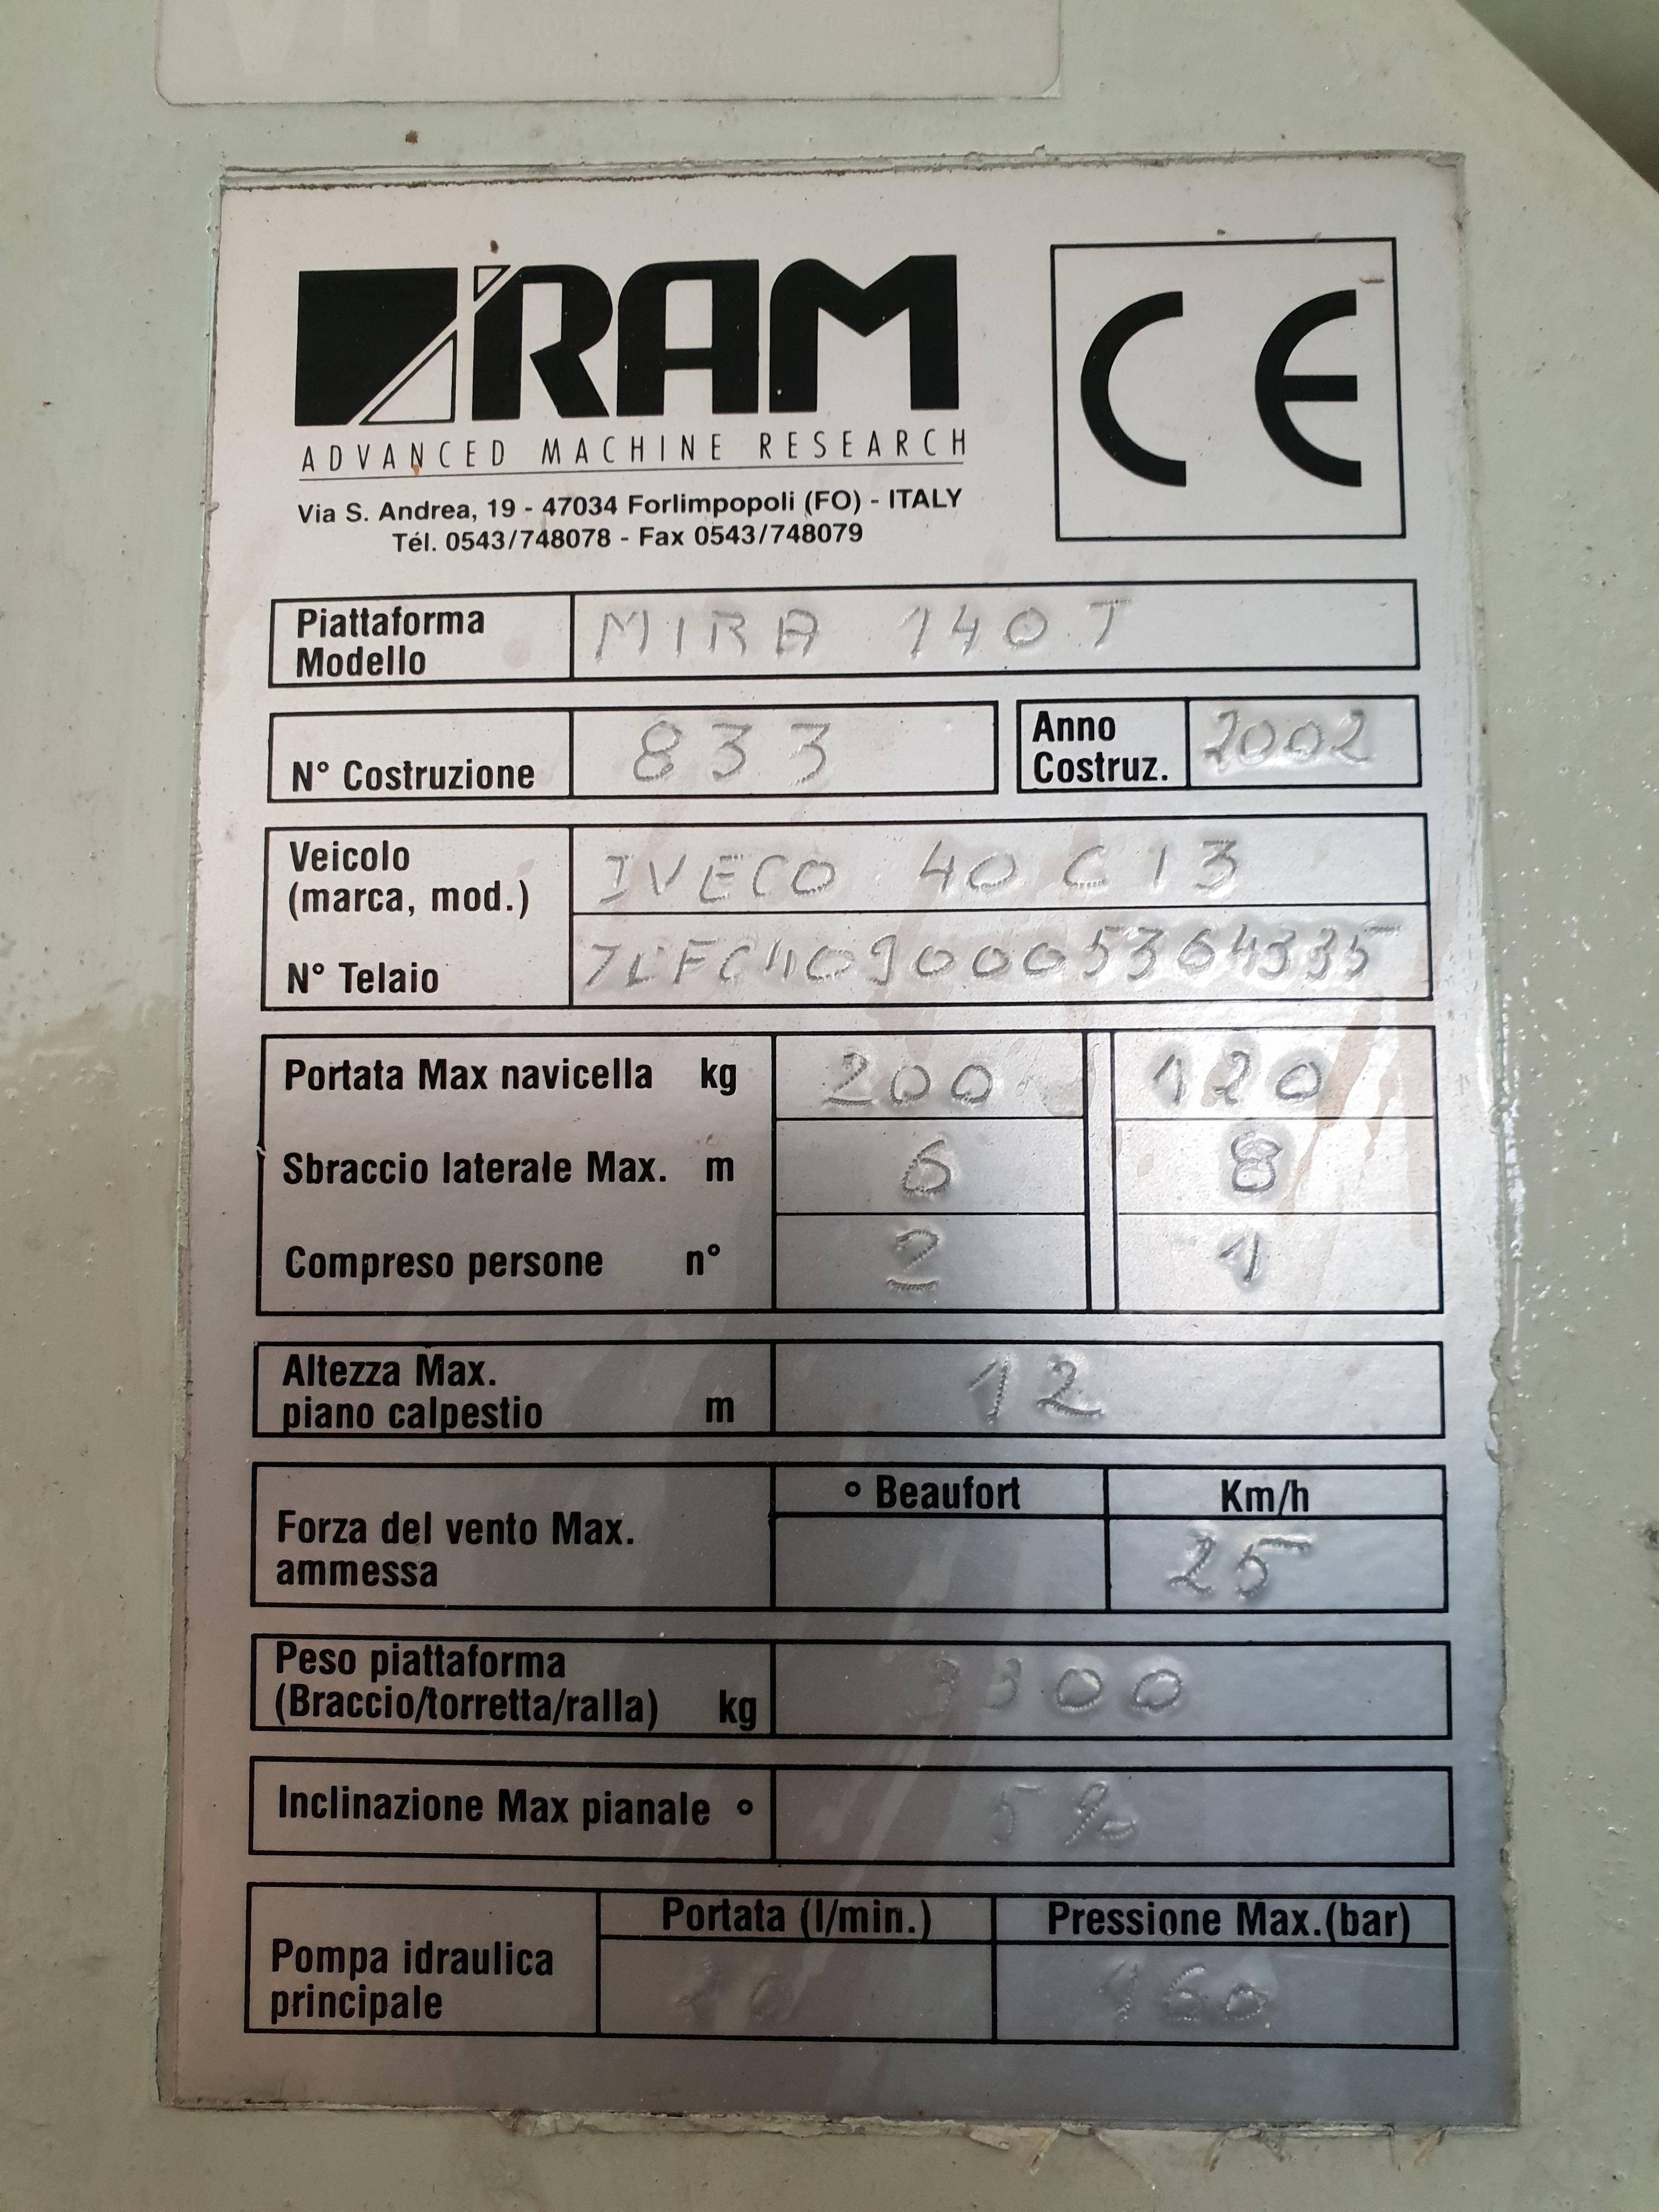 RAM
ADVANCED MACHINE RESEARCH
Via S. Andrea, 19 - 47034 Forlimpopoli (FO) - ITALY
Tél. 0543/748078 - Fax 0543/748079
CE
Piattaforma
Modello
MIRA 140 T
N° Costruzione
833
Anno
Costruz.
2002
Veicolo
(marca, mod.)
IVECO 40 C 13
N° Telaio
Portata Max navicella kg
200
120
Sbraccio laterale Max. m
6
8
Compreso persone n°
2
1
Altezza Max.
piano calpestio m
12
Forza del vento Max.
ammessa
° Beaufort
Km/h
25
Peso piattaforma
(Braccio/torretta/ralla) kg
3300
Inclinazione Max pianale °
5 %
Pompa idraulica
principale
Portata (l/min.)
Pressione Max.(bar)
160